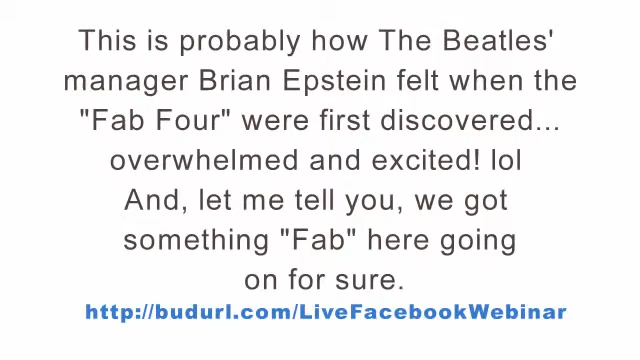 This is probably how The Beatles'
manager Brian Epstein felt when the
"Fab Four" were first discovered...
overwhelmed and excited! lol
And, let me tell you, we got
something "Fab" here going
on for sure.
http://budurl.com/LiveFacebookWebinar